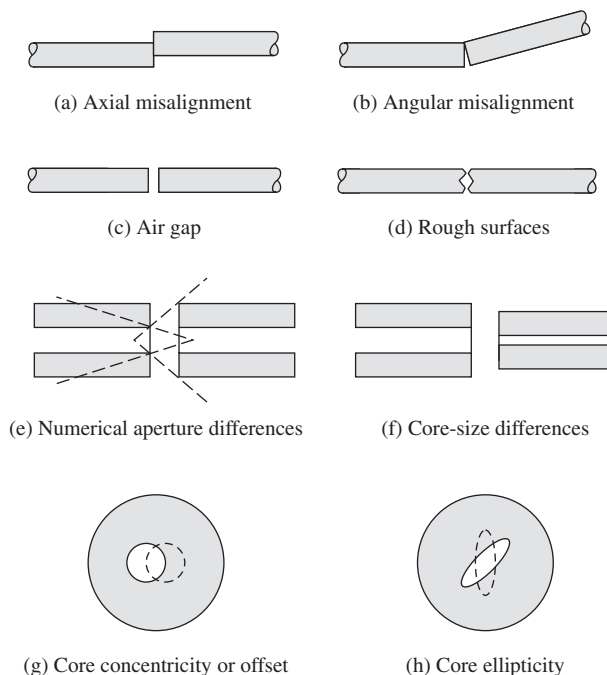 (a) Axial misalignment
(b) Angular misalignment
(c) Air gap
(d) Rough surfaces
(e) Numerical aperture differences
(f) Core-size differences
(g) Core concentricity or offset
(h) Core ellipticity